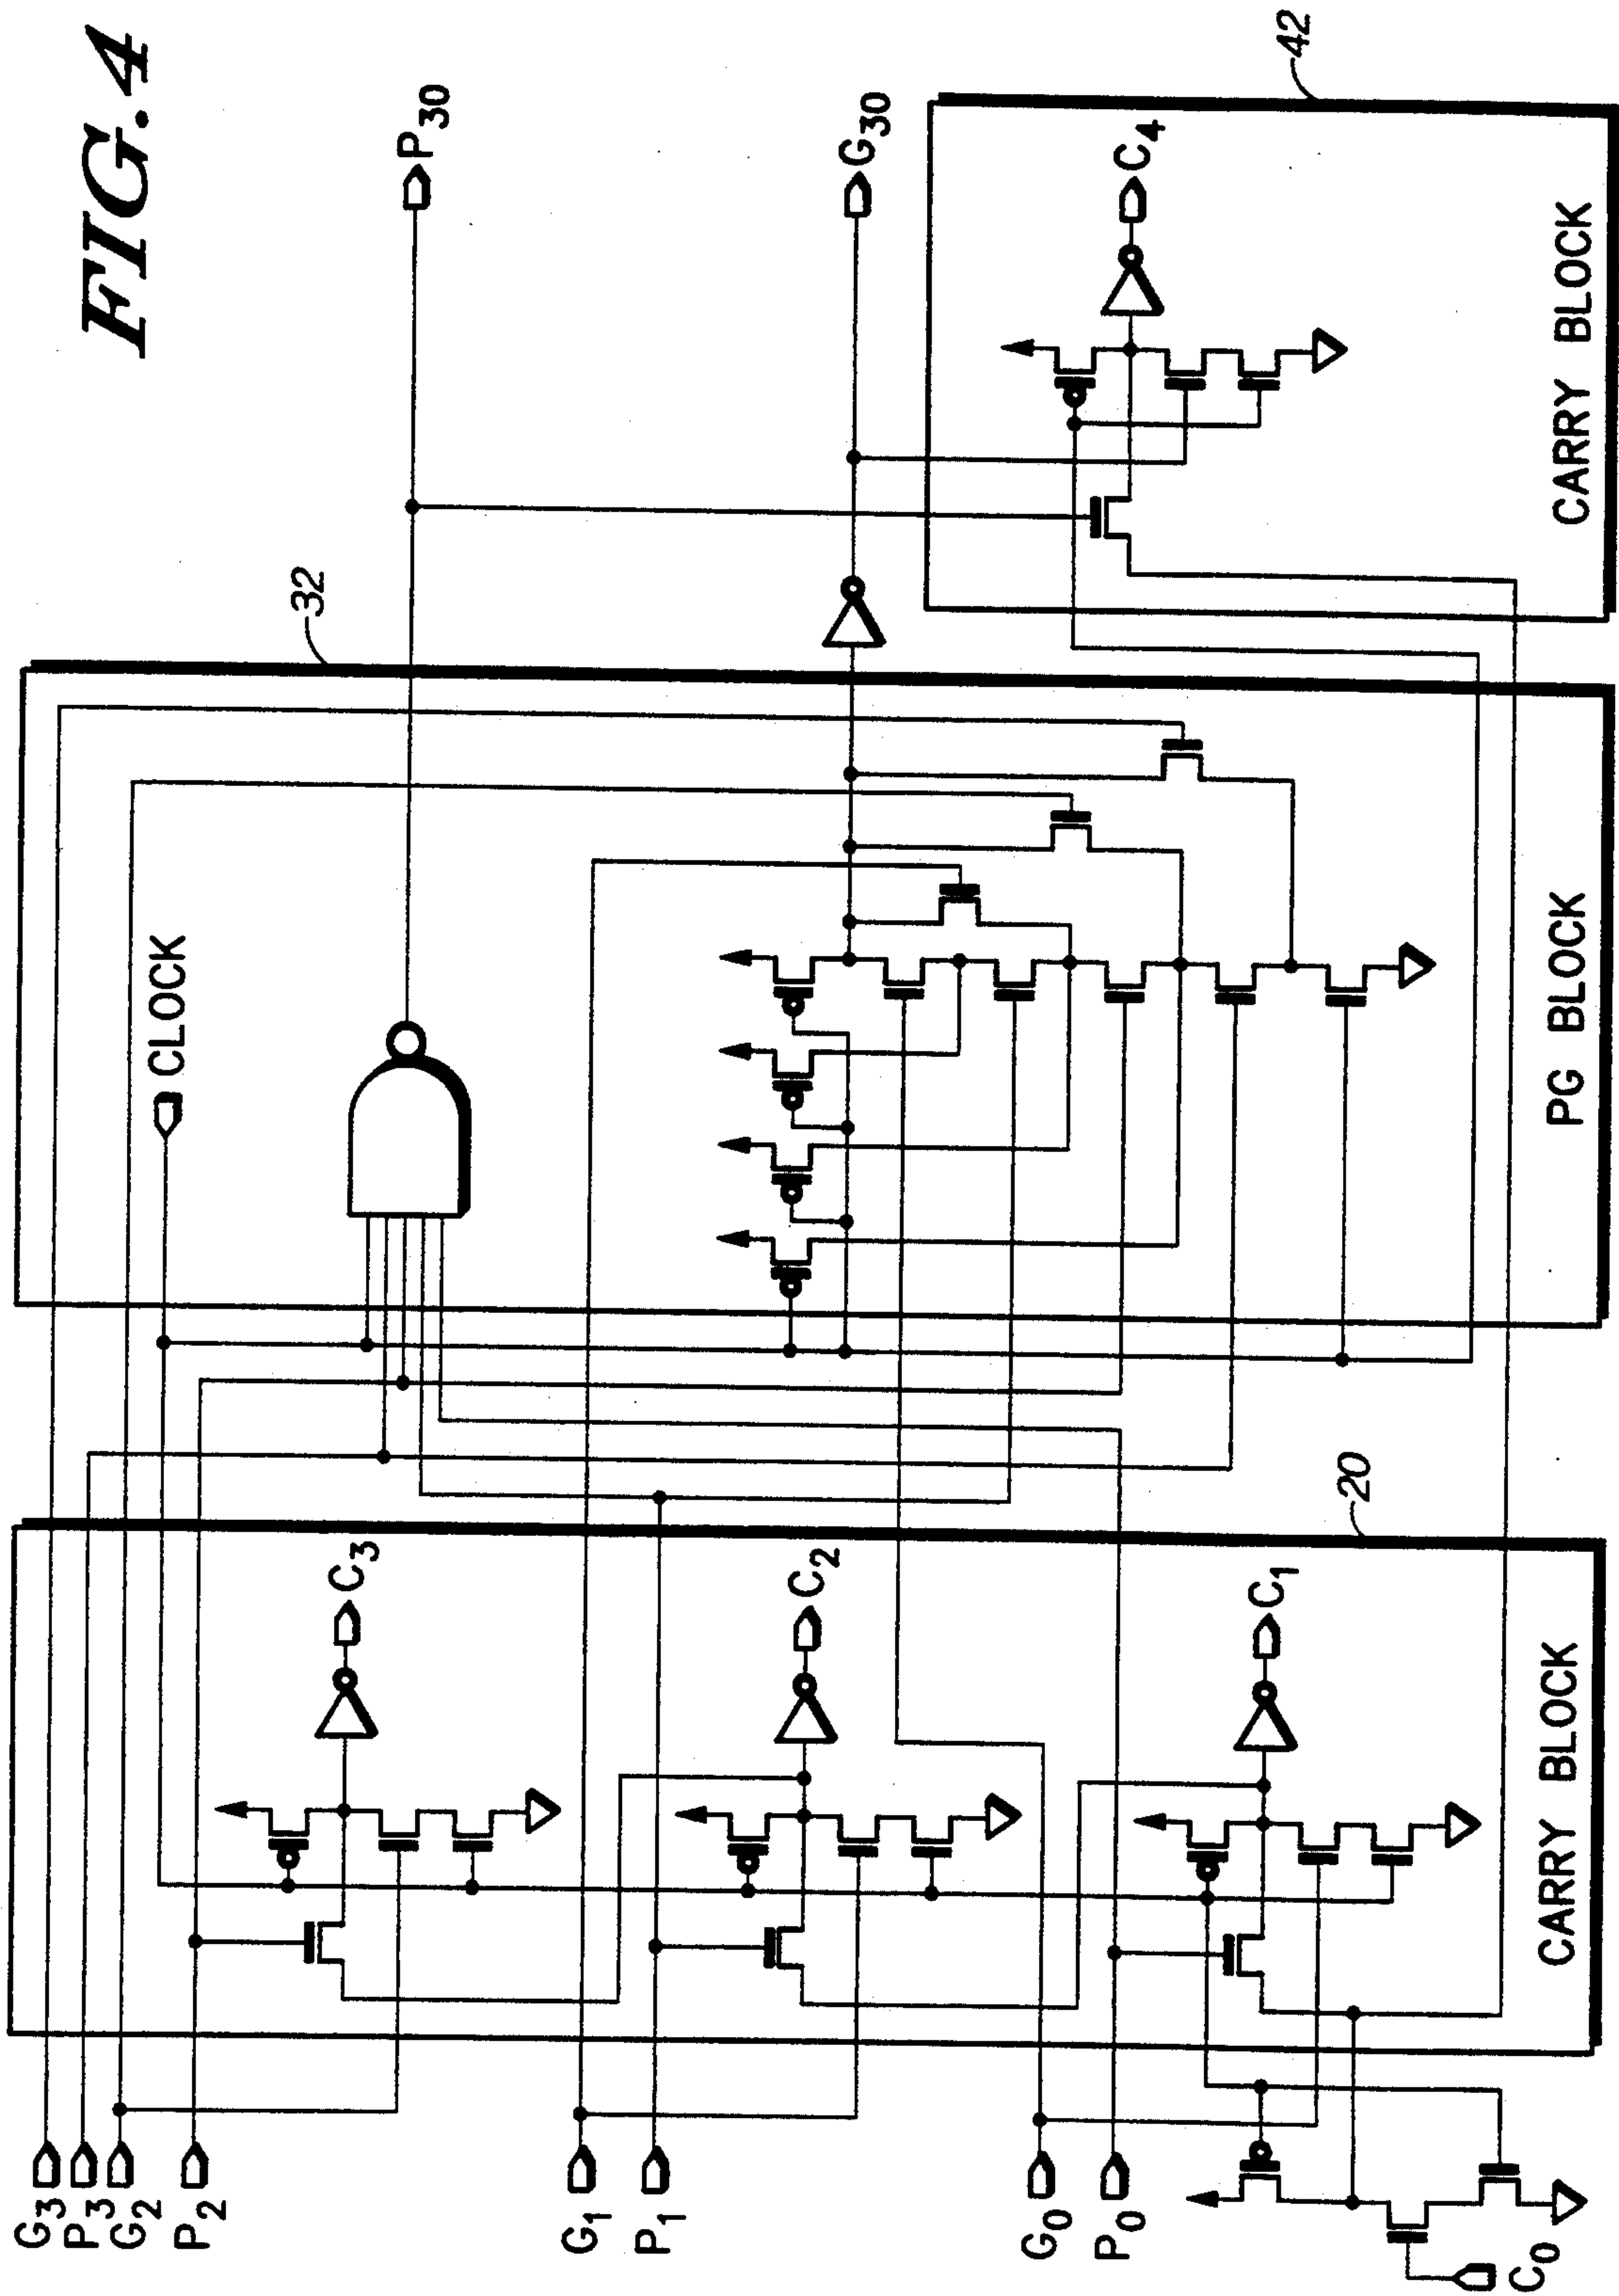 FIG.4
G3
P3
G2
P2
G1
P1
G0
P0
C0
C3
C2
C1
CARRY BLOCK
20
CLOCK
PG BLOCK
32
P30
G30
C4
CARRY BLOCK
42